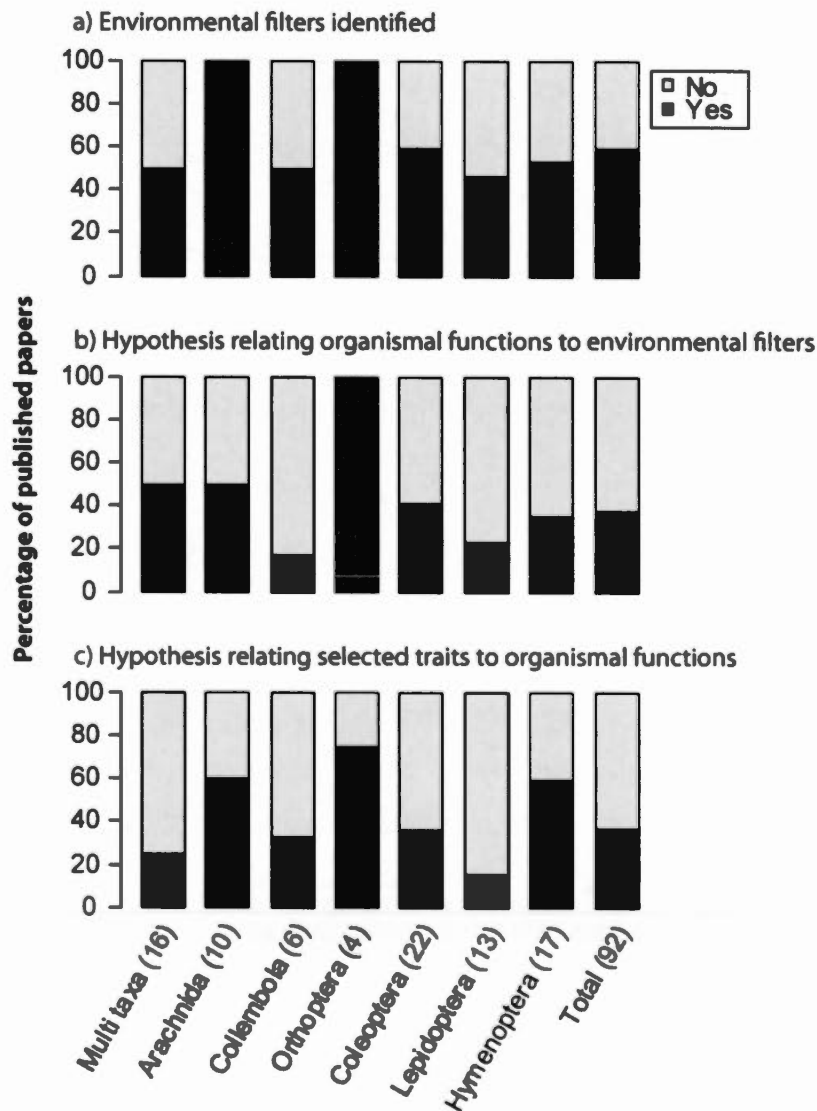 a) Environmental filters identified
100
80
60
40
20
0
No
Yes
Percentage of published papers
b) Hypothesis relating organismal functions to environmental filters
100
80
60
40
20
0
c) Hypothesis relating selected traits to organismal functions
100
80
60
40
20
0
Multi taxa (16)
Arachnida (10)
Collembola (6)
Orthoptera (4)
Coleoptera (22)
Lepidoptera (13)
Hymenoptera (17)
Total (92)